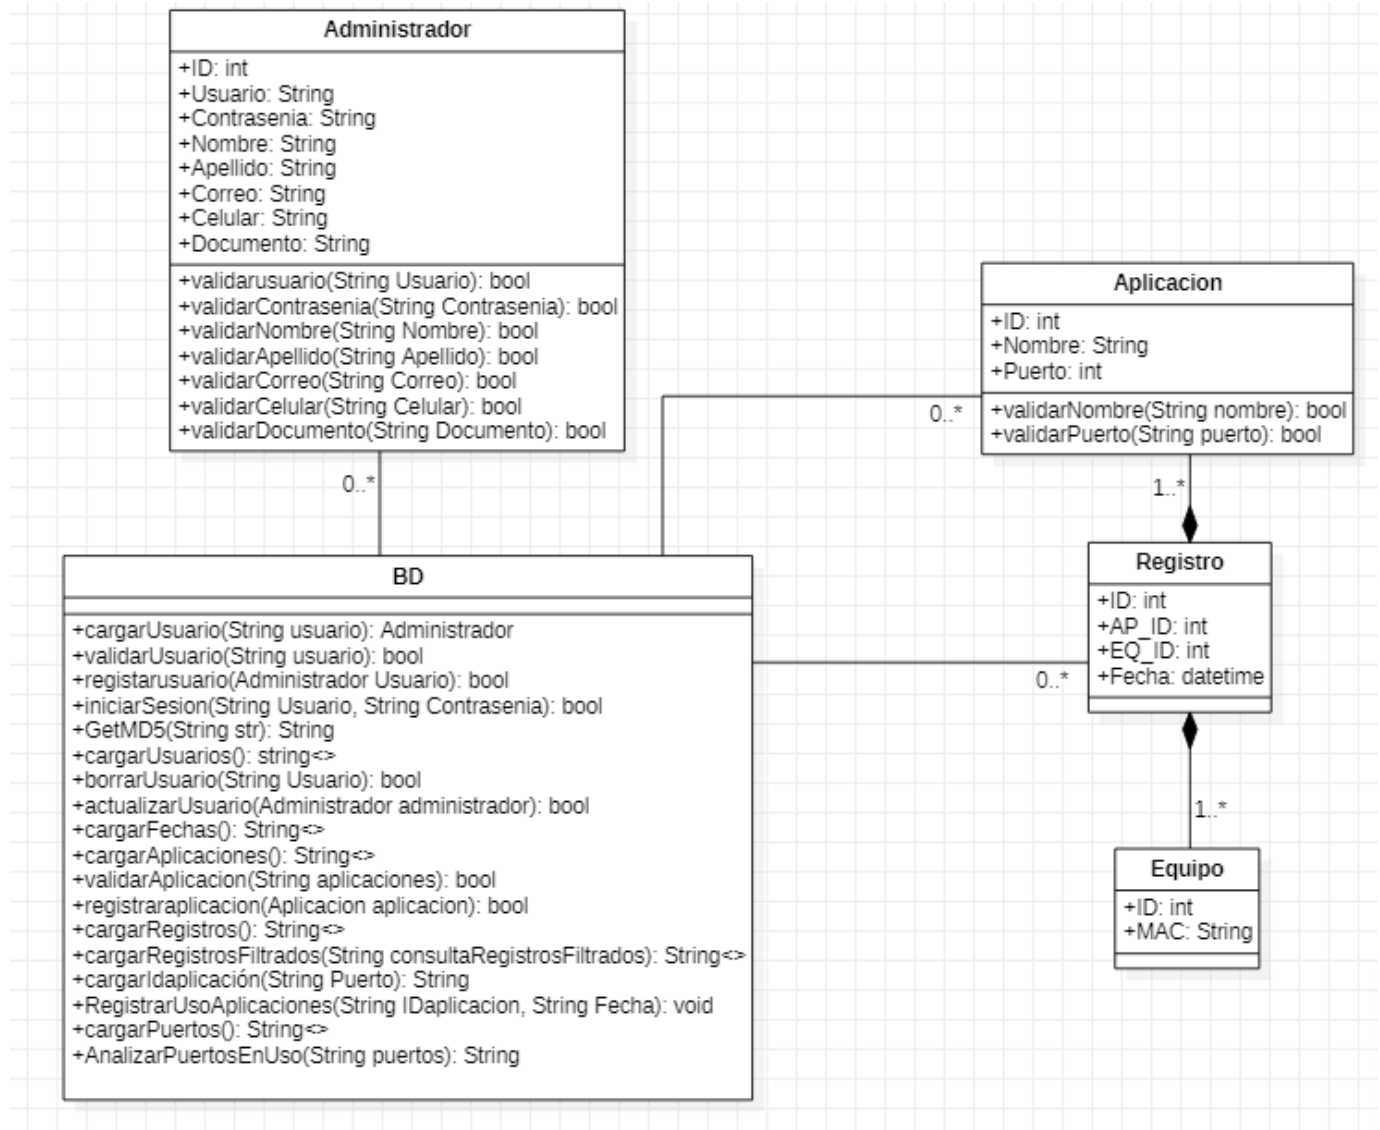 Administrador
+ID: int
+Usuario: String
+Contrasenia: String
+Nombre: String
+Apellido: String
+Correo: String
+Celular: String
+Documento: String
+validarusuario(String Usuario): bool
+validarContrasenia(String Contrasenia): bool
+validarNombre(String Nombre): bool
+validarApellido(String Apellido): bool
+validarCorreo(String Correo): bool
+validarCelular(String Celular): bool
+validarDocumento(String Documento): bool
0..*
Aplicacion
+ID: int
+Nombre: String
+Puerto: int
+validarNombre(String nombre): bool
+validarPuerto(String puerto): bool
0..*
1..*
BD
+cargarUsuario(String usuario): Administrador
+validarUsuario(String usuario): bool
+registarusuario(Administrador Usuario): bool
+iniciarSesion(String Usuario, String Contrasenia): bool
+GetMD5(String str): String
+cargarUsuarios(): string<>
+borrarUsuario(String Usuario): bool
+actualizarUsuario(Administrador administrador): bool
+cargarFechas(): String<>
+cargarAplicaciones(): String<>
+validarAplicacion(String aplicaciones): bool
+registraraplicacion(Aplicacion aplicacion): bool
+cargarRegistros(): String<>
+cargarRegistrosFiltrados(String consultaRegistrosFiltrados): String<>
+cargarIdaplicación(String Puerto): String
+RegistrarUsoAplicaciones(String IDaplicacion, String Fecha): void
+cargarPuertos(): String<>
+AnalizarPuertosEnUso(String puertos): String
Registro
+ID: int
+AP_ID: int
+EQ_ID: int
+Fecha: datetime
0..*
1..*
Equipo
+ID: int
+MAC: String